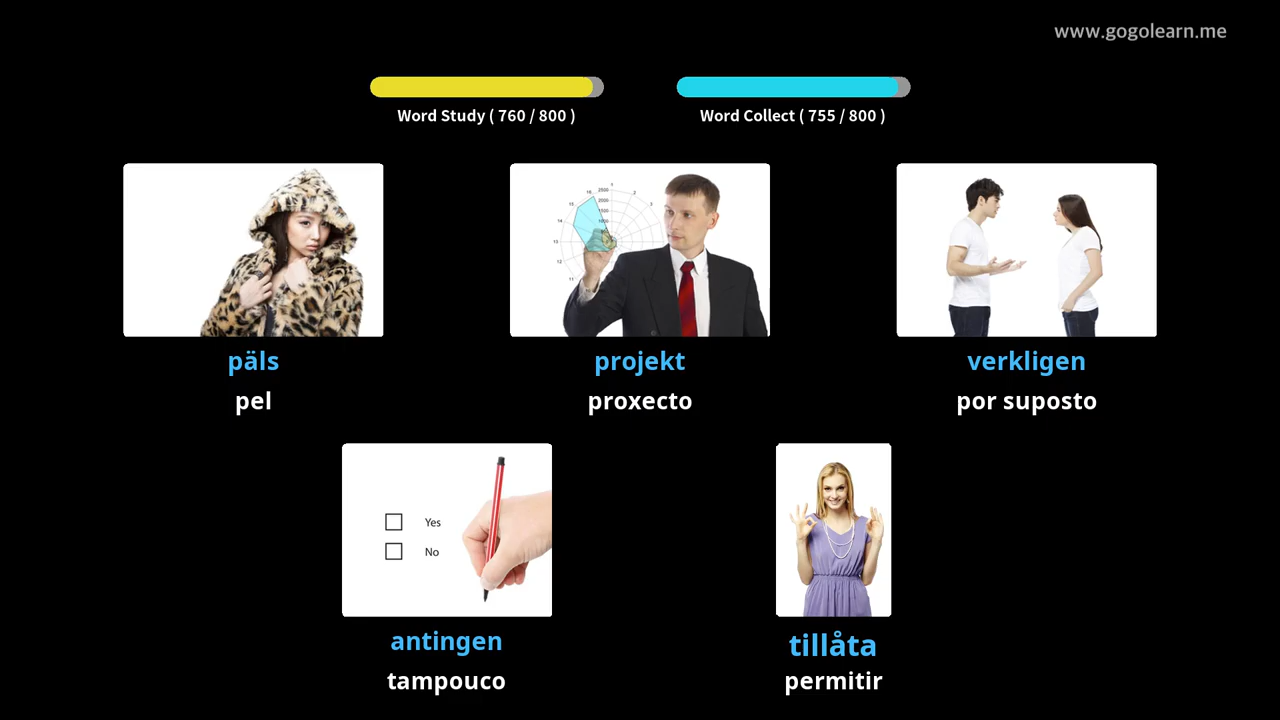 www.gogolearn.me
Word Study ( 760 / 800 )
Word Collect ( 755 / 800 )
päls
projekt
verkligen
pel
proxecto
por suposto
Yes
No
antingen
tillåta
tampouco
permitir